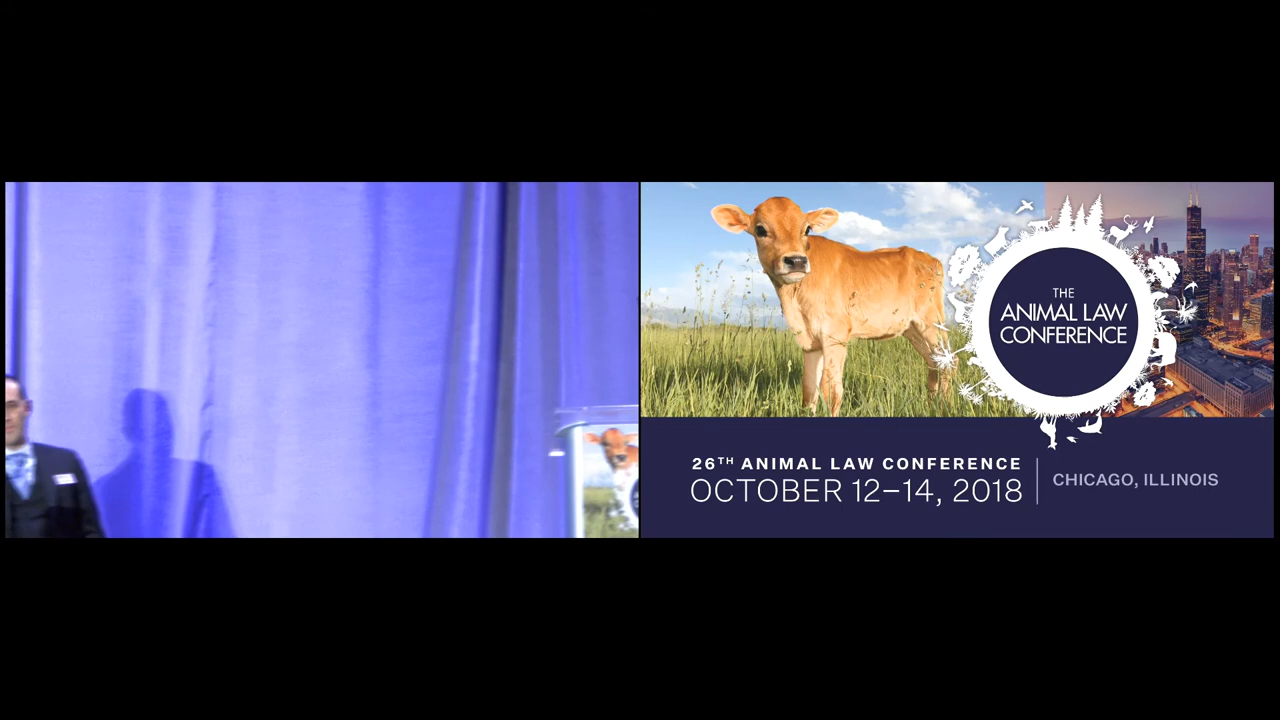 THE
ANIMAL LAW
CONFERENCE
26TH ANIMAL LAW CONFERENCE
OCTOBER 12–14, 2018
CHICAGO, ILLINOIS